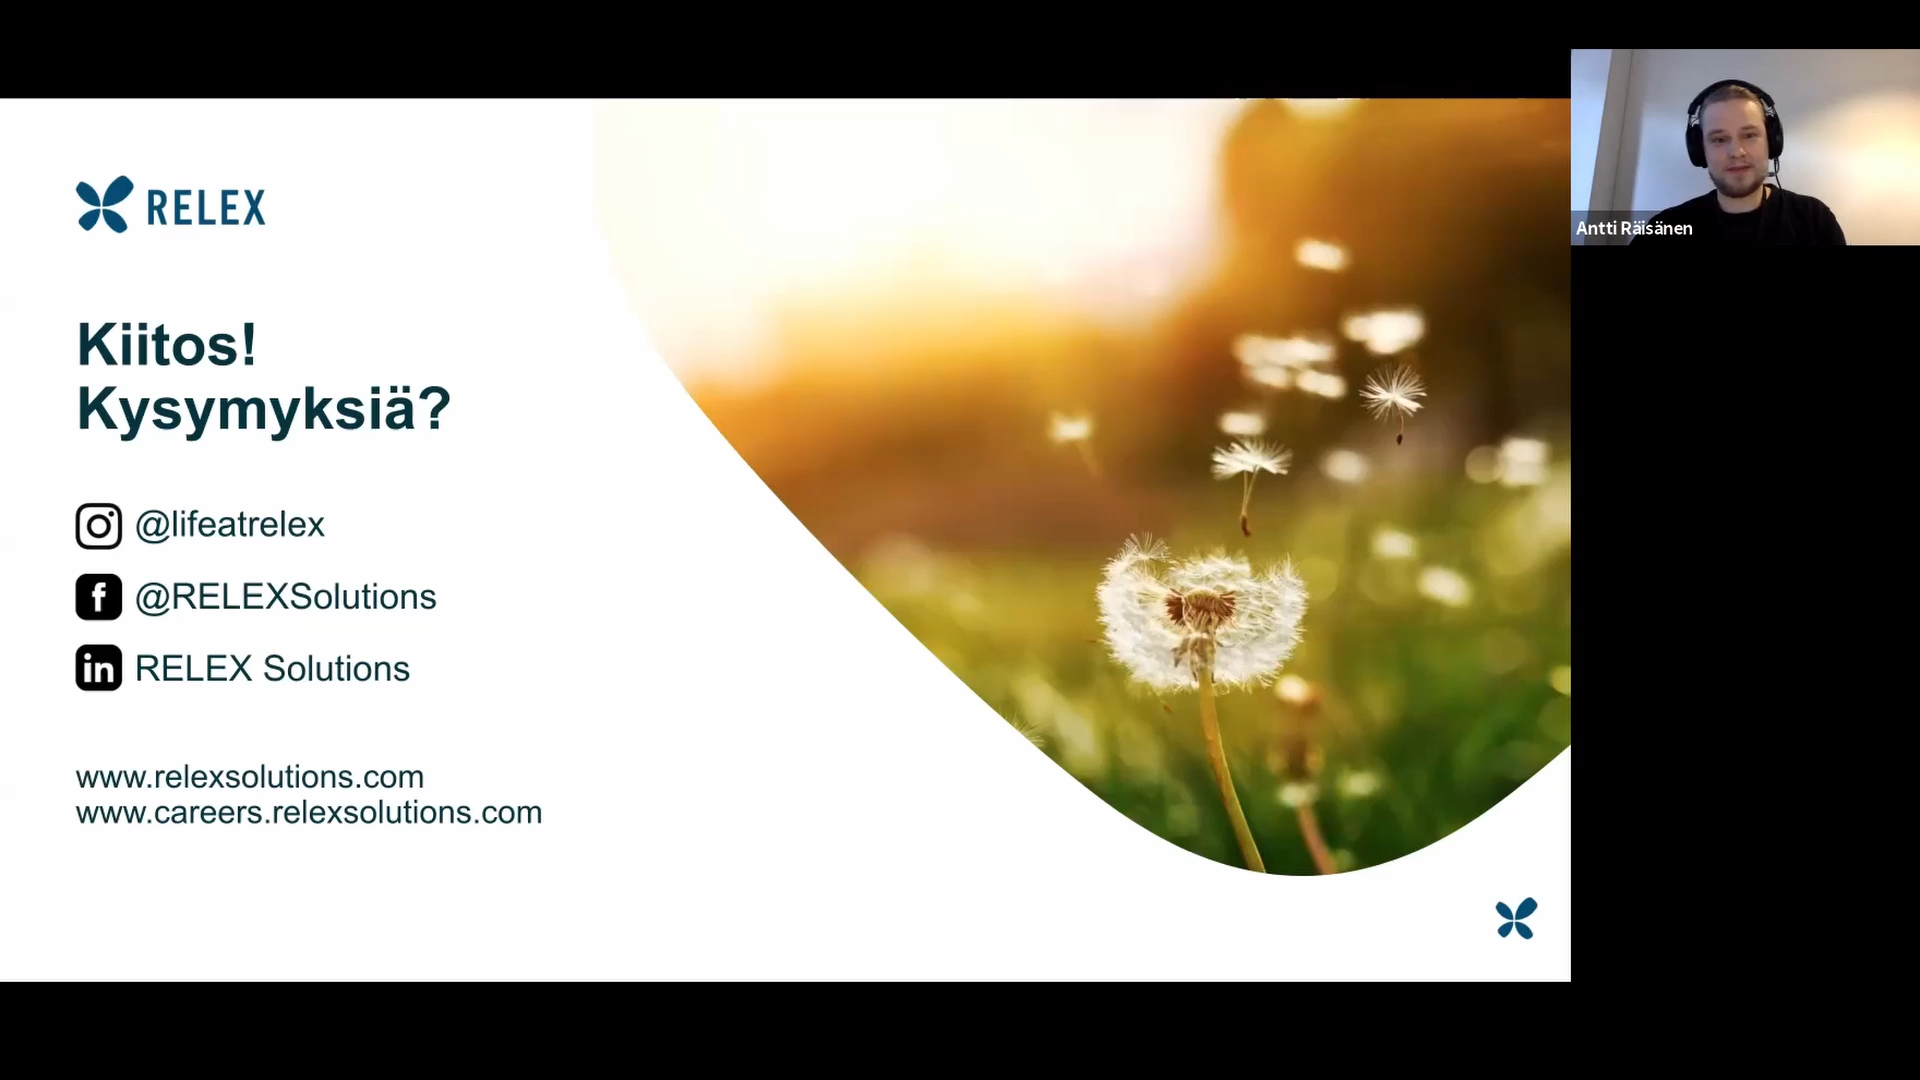 RELEX
Kiitos!
Kysymyksiä?
@lifeatrelex
@RELEXSolutions
RELEX Solutions
www.relexsolutions.com
www.careers.relexsolutions.com
Antti Räisänen